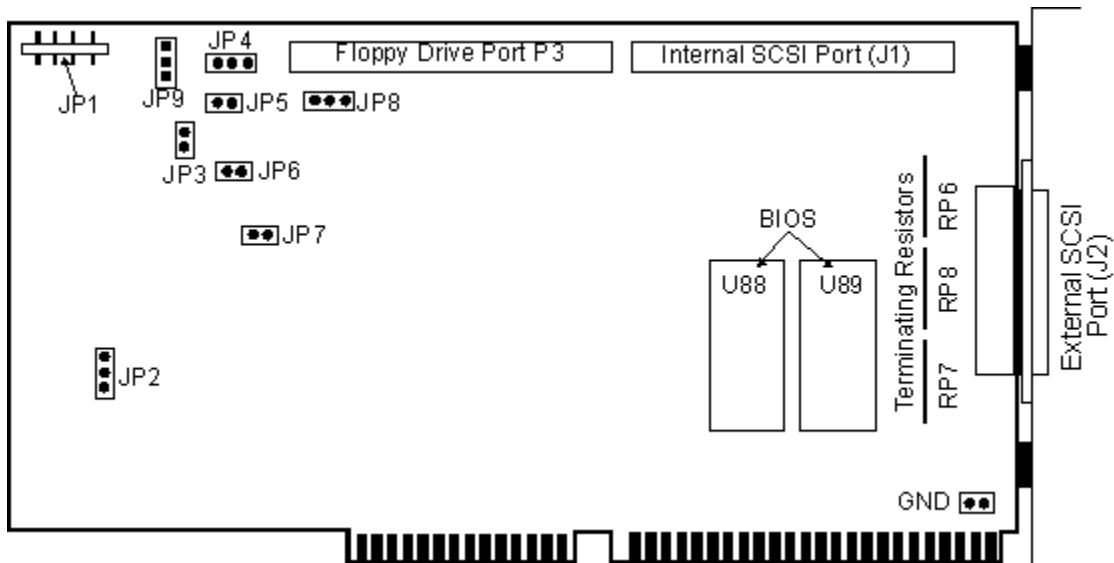 JP4
Floppy Drive Port P3
Internal SCSI Port (J1)
JP1
JP9
JP5
JP8
JP3
JP6
JP7
BIOS
U88
U89
Terminating Resistors
RP6
RP8
RP7
External SCSI
Port (J2)
JP2
GND